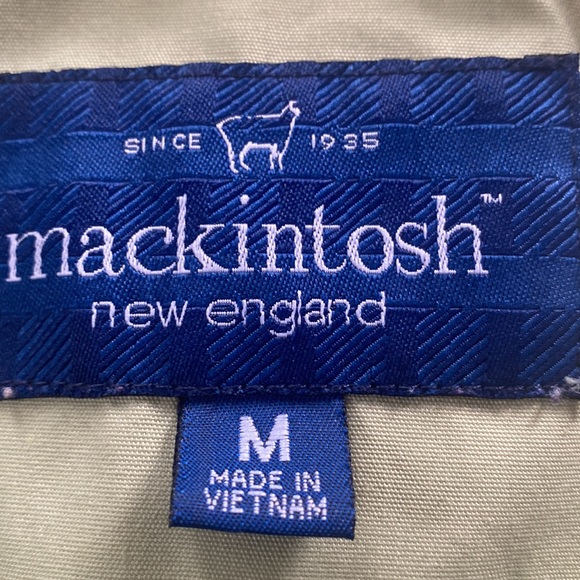 SINCE 1935
mackintosh™
new england
M
MADE IN
VIETNAM